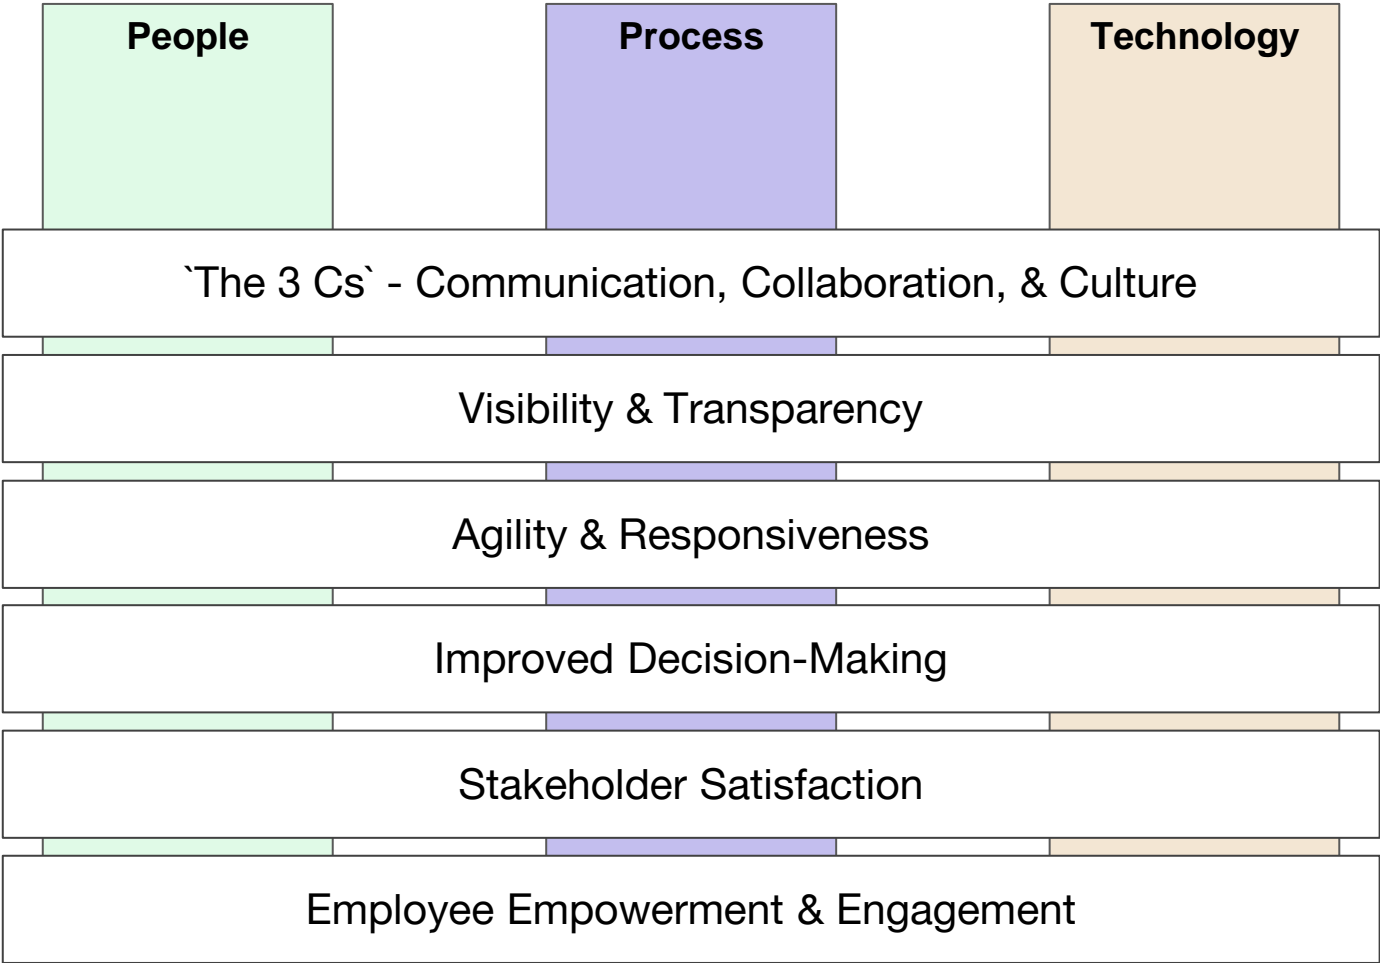 People
Process
Technology
`The 3 Cs` - Communication, Collaboration, & Culture
Visibility & Transparency
Agility & Responsiveness
Improved Decision-Making
Stakeholder Satisfaction
Employee Empowerment & Engagement